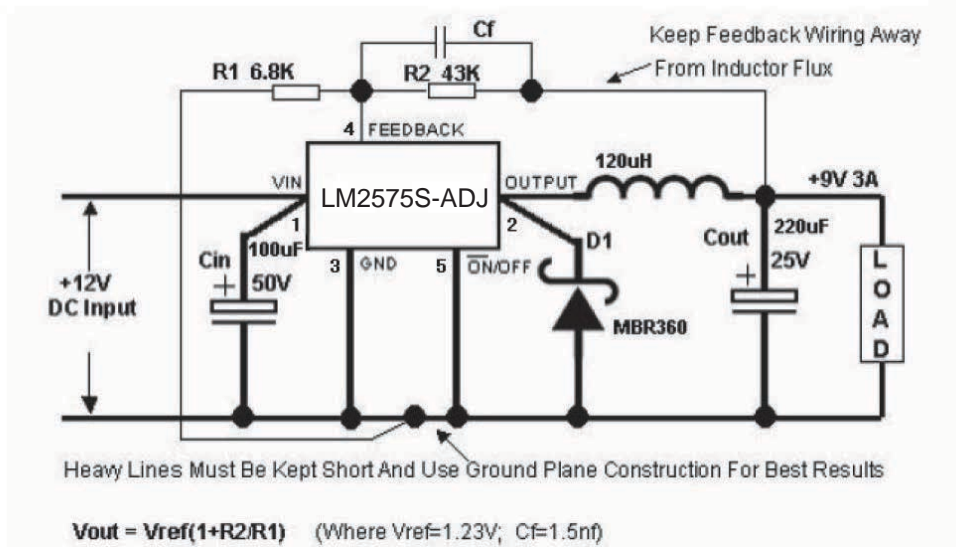 Cf
Keep Feedback Wiring Away
From Inductor Flux
R1 6.8K
R2 43K
4 FEEDBACK
120uH
VIN
LM2575S-ADJ
OUTPUT
+9V 3A
1
2
100uF
Cin
+
50V
3 GND
5 ON/OFF
D1
Cout
220uF
+
25V
+12V
DC Input
MBR360
LOAD
Heavy Lines Must Be Kept Short And Use Ground Plane Construction For Best Results
Vout = Vref(1+R2/R1) (Where Vref=1.23V; Cf=1.5nf)